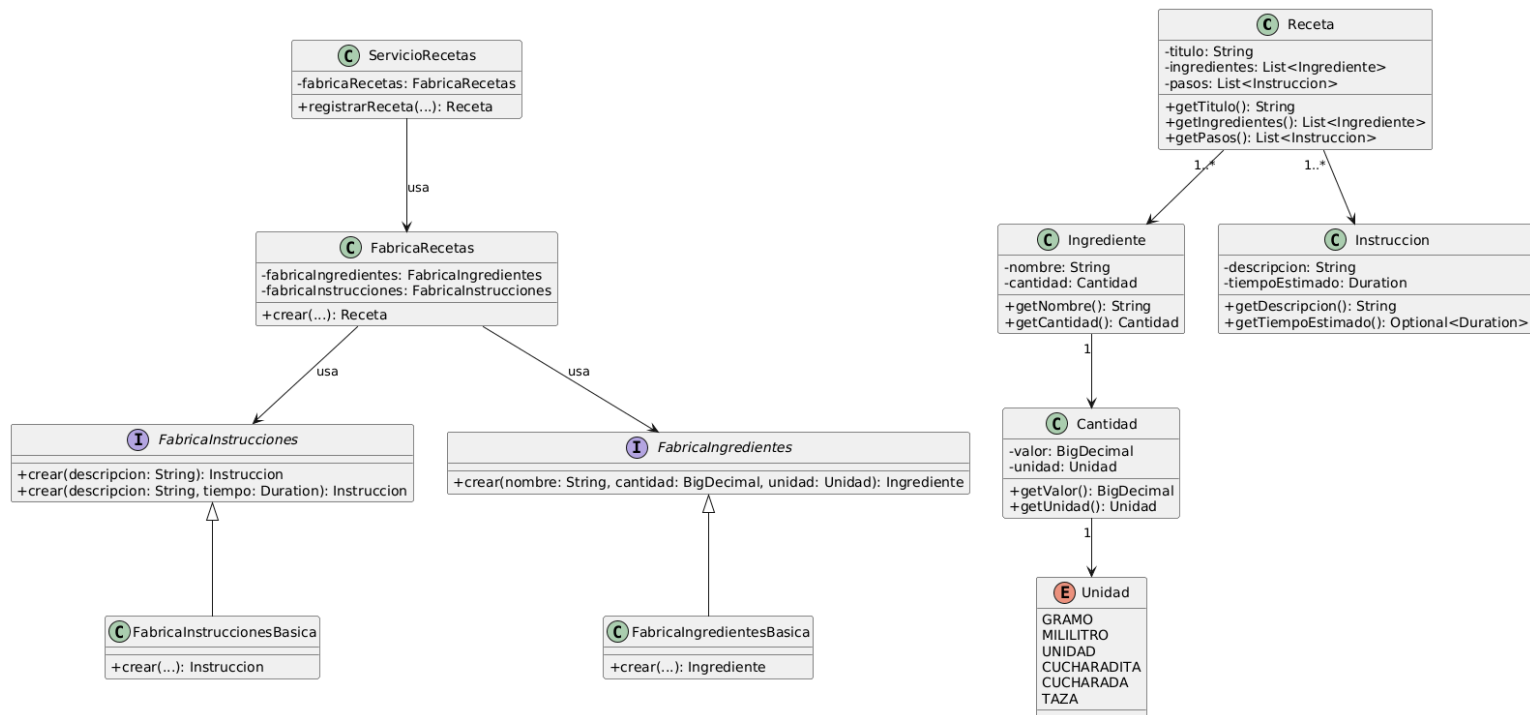 C ServicioRecetas
-fabricaRecetas: FabricaRecetas
+registrarReceta(...): Receta
usa
C FabricaRecetas
-fabricaIngredientes: FabricaIngredientes
-fabricaInstrucciones: FabricaInstrucciones
+crear(...): Receta
usa
usa
I FabricaInstrucciones
+crear(descripcion: String): Instruccion
+crear(descripcion: String, tiempo: Duration): Instruccion
I FabricaIngredientes
+crear(nombre: String, cantidad: BigDecimal, unidad: Unidad): Ingrediente
C FabricaInstruccionesBasica
+crear(...): Instruccion
C FabricaIngredientesBasica
+crear(...): Ingrediente
C Receta
-titulo: String
-ingredientes: List<Ingrediente>
-pasos: List<Instruccion>
+getTitulo(): String
+getIngredientes(): List<Ingrediente>
+getPasos(): List<Instruccion>
1..*
1..*
C Ingrediente
-nombre: String
-cantidad: Cantidad
+getNombre(): String
+getCantidad(): Cantidad
C Instruccion
-descripcion: String
-tiempoEstimado: Duration
+getDescripcion(): String
+getTiempoEstimado(): Optional<Duration>
1
C Cantidad
-valor: BigDecimal
-unidad: Unidad
+getValor(): BigDecimal
+getUnidad(): Unidad
1
E Unidad
GRAMO
MILILITRO
UNIDAD
CUCHARADITA
CUCHARADA
TAZA